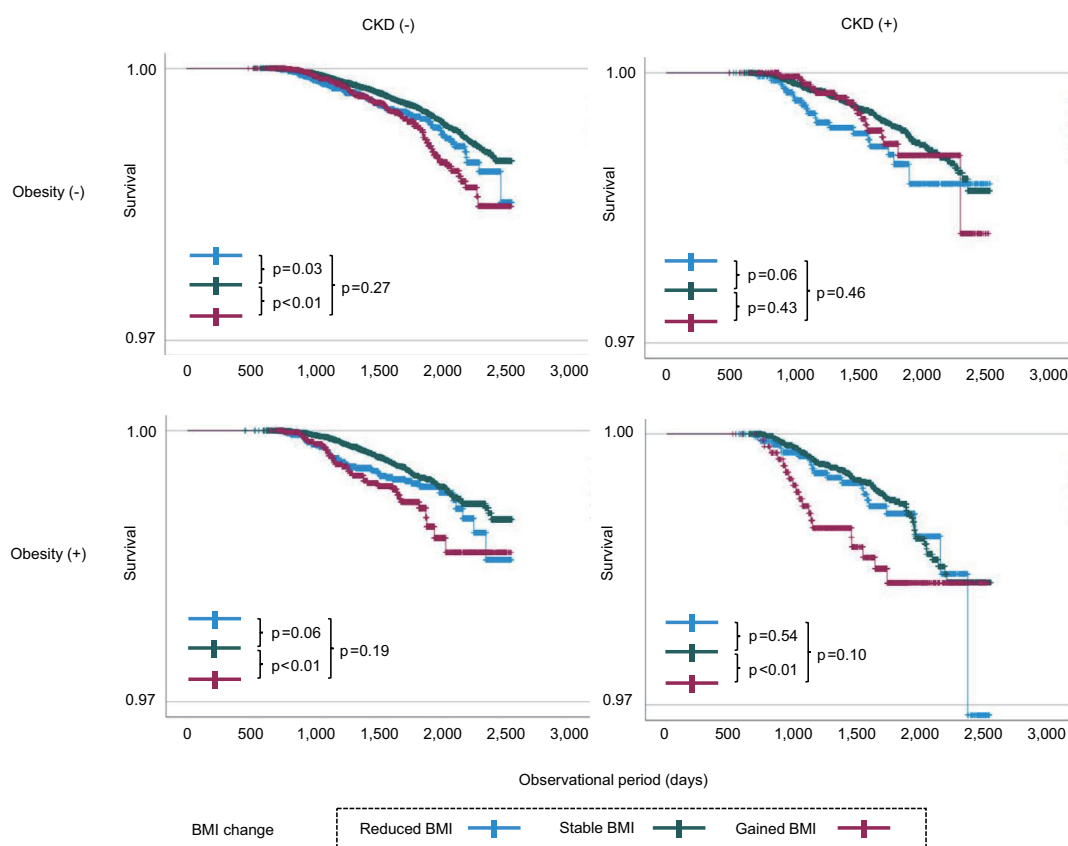 CKD (-)
CKD (+)
Obesity (-)
Survival
1.00
0.97
p=0.03
p<0.01
p=0.27
0 500 1,000 1,500 2,000 2,500 3,000
Survival
1.00
0.97
p=0.06
p=0.43
p=0.46
0 500 1,000 1,500 2,000 2,500 3,000
Obesity (+)
Survival
1.00
0.97
p=0.06
p<0.01
p=0.19
0 500 1,000 1,500 2,000 2,500 3,000
Survival
1.00
0.97
p=0.54
p<0.01
p=0.10
0 500 1,000 1,500 2,000 2,500 3,000
Observational period (days)
BMI change Reduced BMI Stable BMI Gained BMI